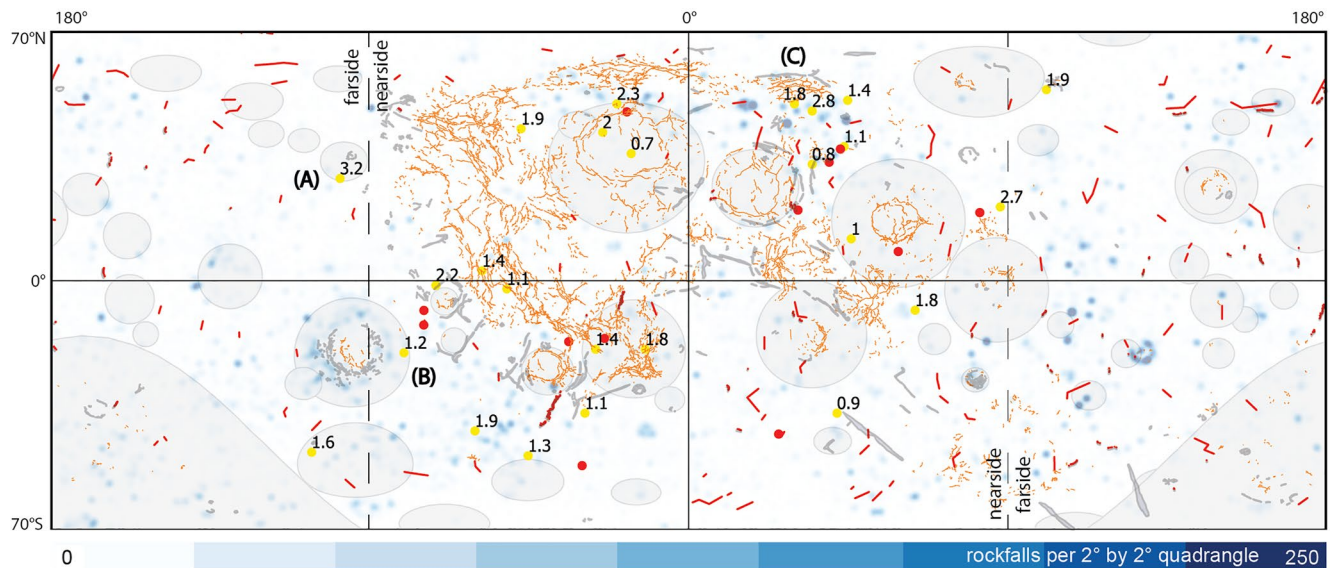 180° 0° 180°
70°N
farside
nearside
(C)
2.3 1.8 2.8 1.4 1.9
1.9 2 0.7 1.1
0.8
(A) 3.2
2.7
1
1.4
2.2 1.1
0°
1.8
1.2 1.4 1.8
(B)
1.1 0.9
1.9
1.6 1.3
nearside
farside
70°S
0 rockfalls per 2° by 2° quadrangle 250